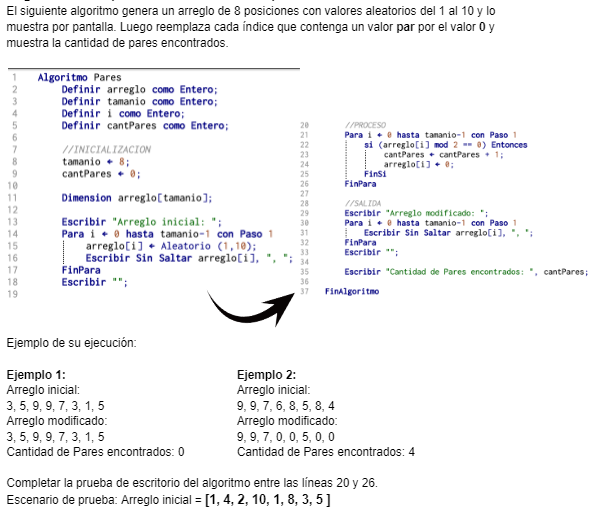 El siguiente algoritmo genera un arreglo de 8 posiciones con valores aleatorios del 1 al 10 y lo
muestra por pantalla. Luego reemplaza cada índice que contenga un valor par por el valor 0 y
muestra la cantidad de pares encontrados.
1 Algoritmo Pares
2 Definir arreglo como Entero;
3 Definir tamanio como Entero;
4 Definir i como Entero;
5 Definir cantPares como Entero;
6
7 //INICIALIZACION
8 tamanio ← 8;
9 cantPares ← 0;
10
11 Dimension arreglo[tamanio];
12
13 Escribir "Arreglo inicial: ";
14 Para i ← 0 hasta tamanio-1 con Paso 1
15 arreglo[i] ← Aleatorio (1,10);
16 Escribir Sin Saltar arreglo[i], ", ";
17 FinPara
18 Escribir "";
19
20 //PROCESO
21 Para i ← 0 hasta tamanio-1 con Paso 1
22 si (arreglo[i] mod 2 == 0) Entonces
23 cantPares ← cantPares + 1;
24 arreglo[i] ← 0;
25 FinSi
26 FinPara
27
28 //SALIDA
29 Escribir "Arreglo modificado: ";
30 Para i ← 0 hasta tamanio-1 con Paso 1
31 Escribir Sin Saltar arreglo[i], ", ";
32 FinPara
33 Escribir "";
34
35 Escribir "Cantidad de Pares encontrados: ", cantPares;
36
37 FinAlgoritmo
Ejemplo de su ejecución:
Ejemplo 1:
Arreglo inicial:
3, 5, 9, 9, 7, 3, 1, 5
Arreglo modificado:
3, 5, 9, 9, 7, 3, 1, 5
Cantidad de Pares encontrados: 0
Ejemplo 2:
Arreglo inicial:
9, 9, 7, 6, 8, 5, 8, 4
Arreglo modificado:
9, 9, 7, 0, 0, 5, 0, 0
Cantidad de Pares encontrados: 4
Completar la prueba de escritorio del algoritmo entre las líneas 20 y 26.
Escenario de prueba: Arreglo inicial = [1, 4, 2, 10, 1, 8, 3, 5 ]